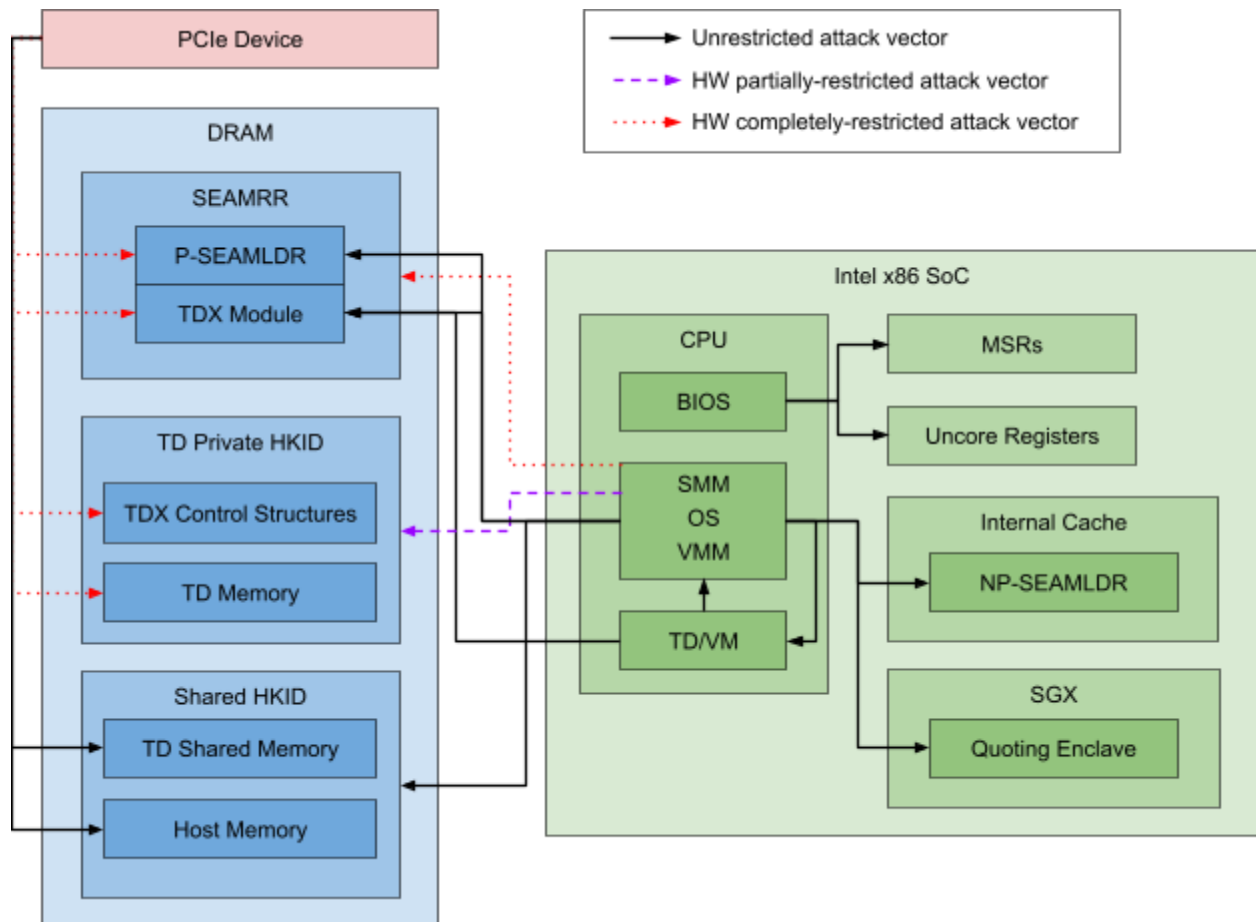 PCIe Device
Unrestricted attack vector
HW partially-restricted attack vector
HW completely-restricted attack vector
DRAM
SEAMRR
P-SEAMLDR
TDX Module
TD Private HKID
TDX Control Structures
TD Memory
Shared HKID
TD Shared Memory
Host Memory
Intel x86 SoC
CPU
BIOS
SMM
OS
VMM
TD/VM
MSRs
Uncore Registers
Internal Cache
NP-SEAMLDR
SGX
Quoting Enclave